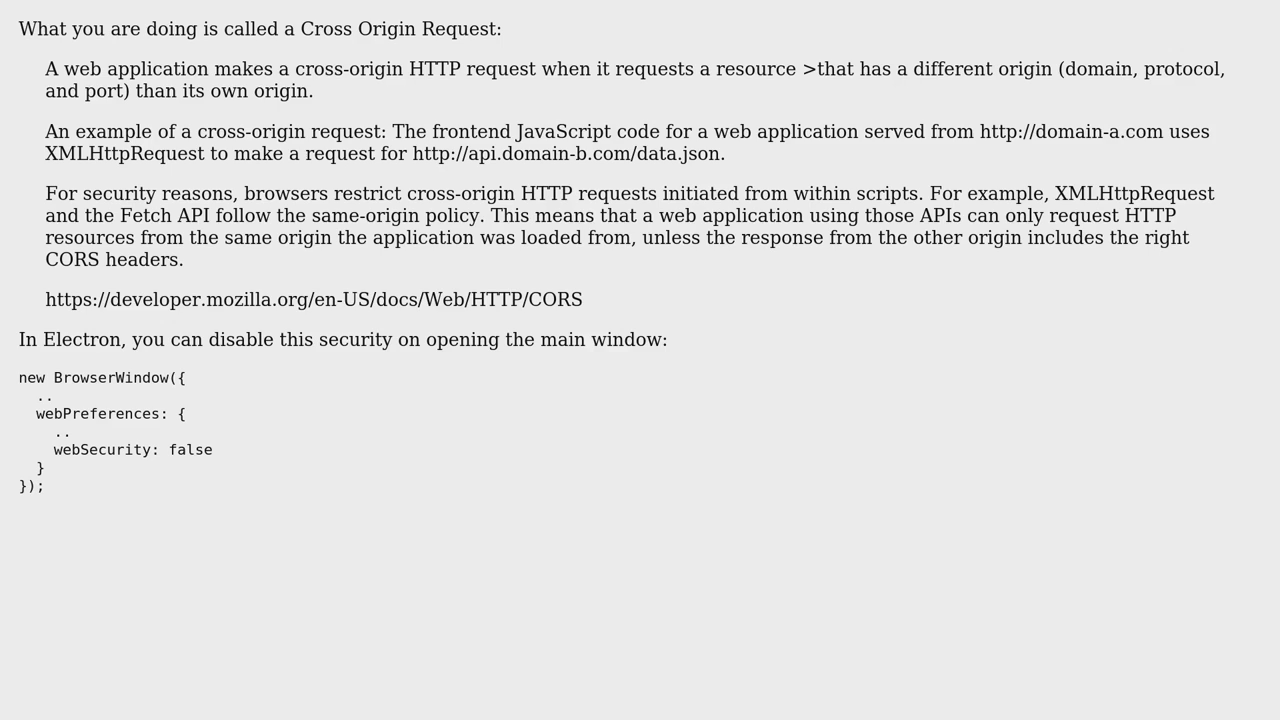 What you are doing is called a Cross Origin Request:
A web application makes a cross-origin HTTP request when it requests a resource >that has a different origin (domain, protocol,
and port) than its own origin.
An example of a cross-origin request: The frontend JavaScript code for a web application served from http://domain-a.com uses
XMLHttpRequest to make a request for http://api.domain-b.com/data.json.
For security reasons, browsers restrict cross-origin HTTP requests initiated from within scripts. For example, XMLHttpRequest
and the Fetch API follow the same-origin policy. This means that a web application using those APIs can only request HTTP
resources from the same origin the application was loaded from, unless the response from the other origin includes the right
CORS headers.
https://developer.mozilla.org/en-US/docs/Web/HTTP/CORS
In Electron, you can disable this security on opening the main window:
new BrowserWindow({
  ..
  webPreferences: {
    ..
    webSecurity: false
  }
});